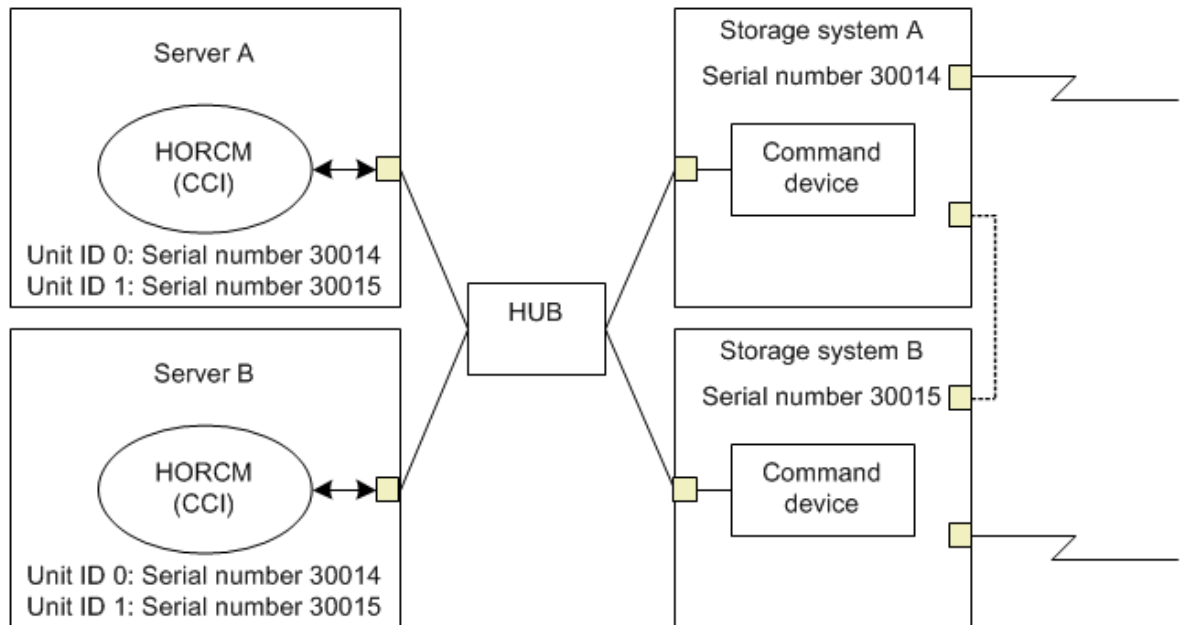 Server A
HORCM
(CCI)
Unit ID 0: Serial number 30014
Unit ID 1: Serial number 30015
Server B
HORCM
(CCI)
Unit ID 0: Serial number 30014
Unit ID 1: Serial number 30015
HUB
Storage system A
Serial number 30014
Command
device
Storage system B
Serial number 30015
Command
device